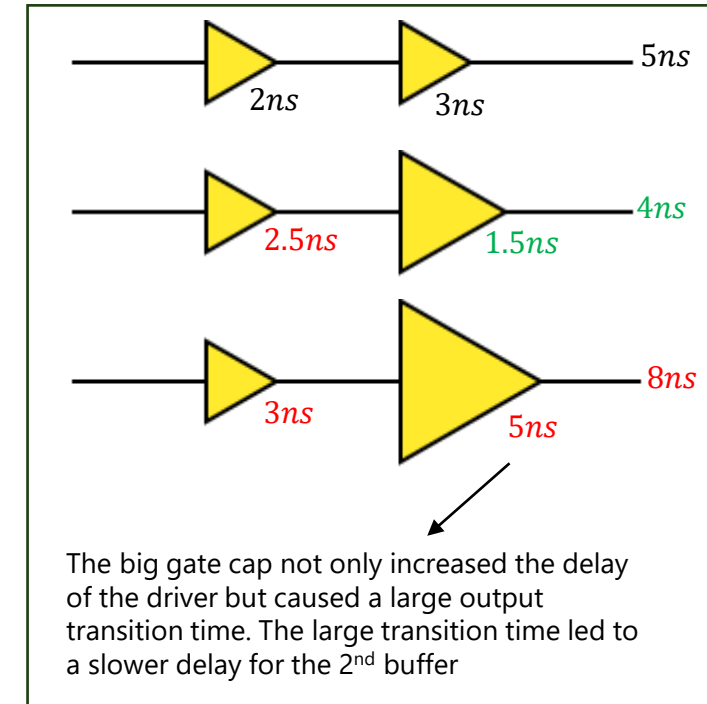 5ns
2ns
3ns
4ns
2.5ns
1.5ns
8ns
3ns
5ns
The big gate cap not only increased the delay
of the driver but caused a large output
transition time. The large transition time led to
a slower delay for the 2nd buffer